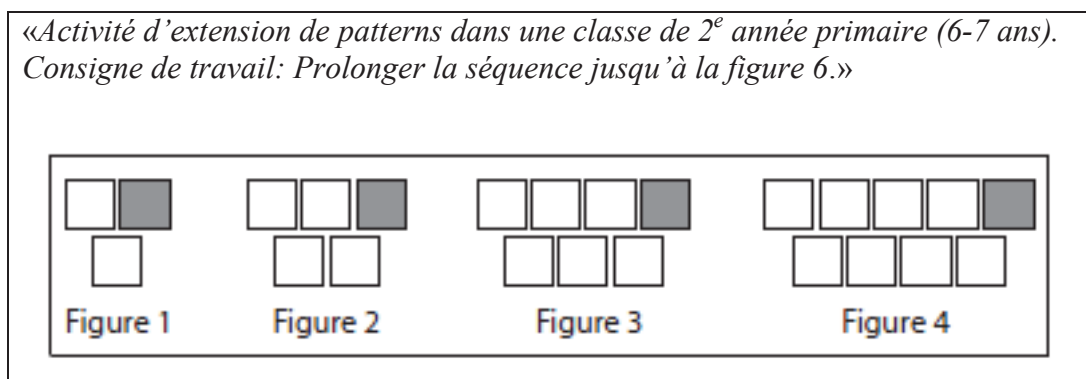 «Activité d’extension de patterns dans une classe de 2e année primaire (6-7 ans).
Consigne de travail: Prolonger la séquence jusqu’à la figure 6.»
Figure 1 Figure 2 Figure 3 Figure 4